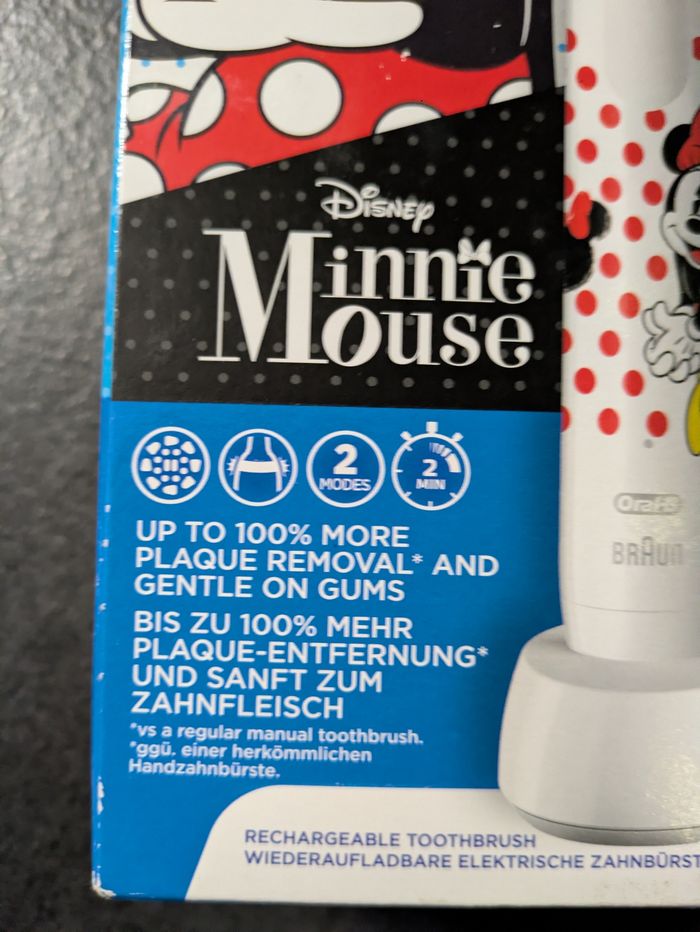 Disney
Minnie
Mouse
2
MODES
2
MIN
UP TO 100% MORE
PLAQUE REMOVAL* AND
GENTLE ON GUMS
BIS ZU 100% MEHR
PLAQUE-ENTFERNUNG*
UND SANFT ZUM
ZAHNFLEISCH
*vs a regular manual toothbrush.
*ggü. einer herkömmlichen
Handzahnbürste.
Oral-B
BRAUN
RECHARGEABLE TOOTHBRUSH
WIEDERAUFLADBARE ELEKTRISCHE ZAHNBÜRST